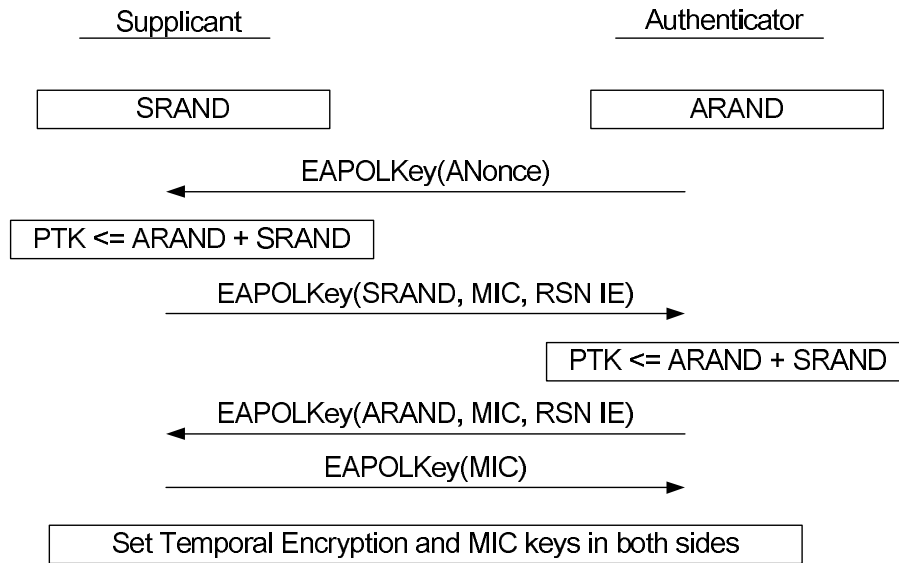 Supplicant
Authenticator
SRAND
ARAND
EAPOLKey(ANonce)
PTK <= ARAND + SRAND
EAPOLKey(SRAND, MIC, RSN IE)
PTK <= ARAND + SRAND
EAPOLKey(ARAND, MIC, RSN IE)
EAPOLKey(MIC)
Set Temporal Encryption and MIC keys in both sides